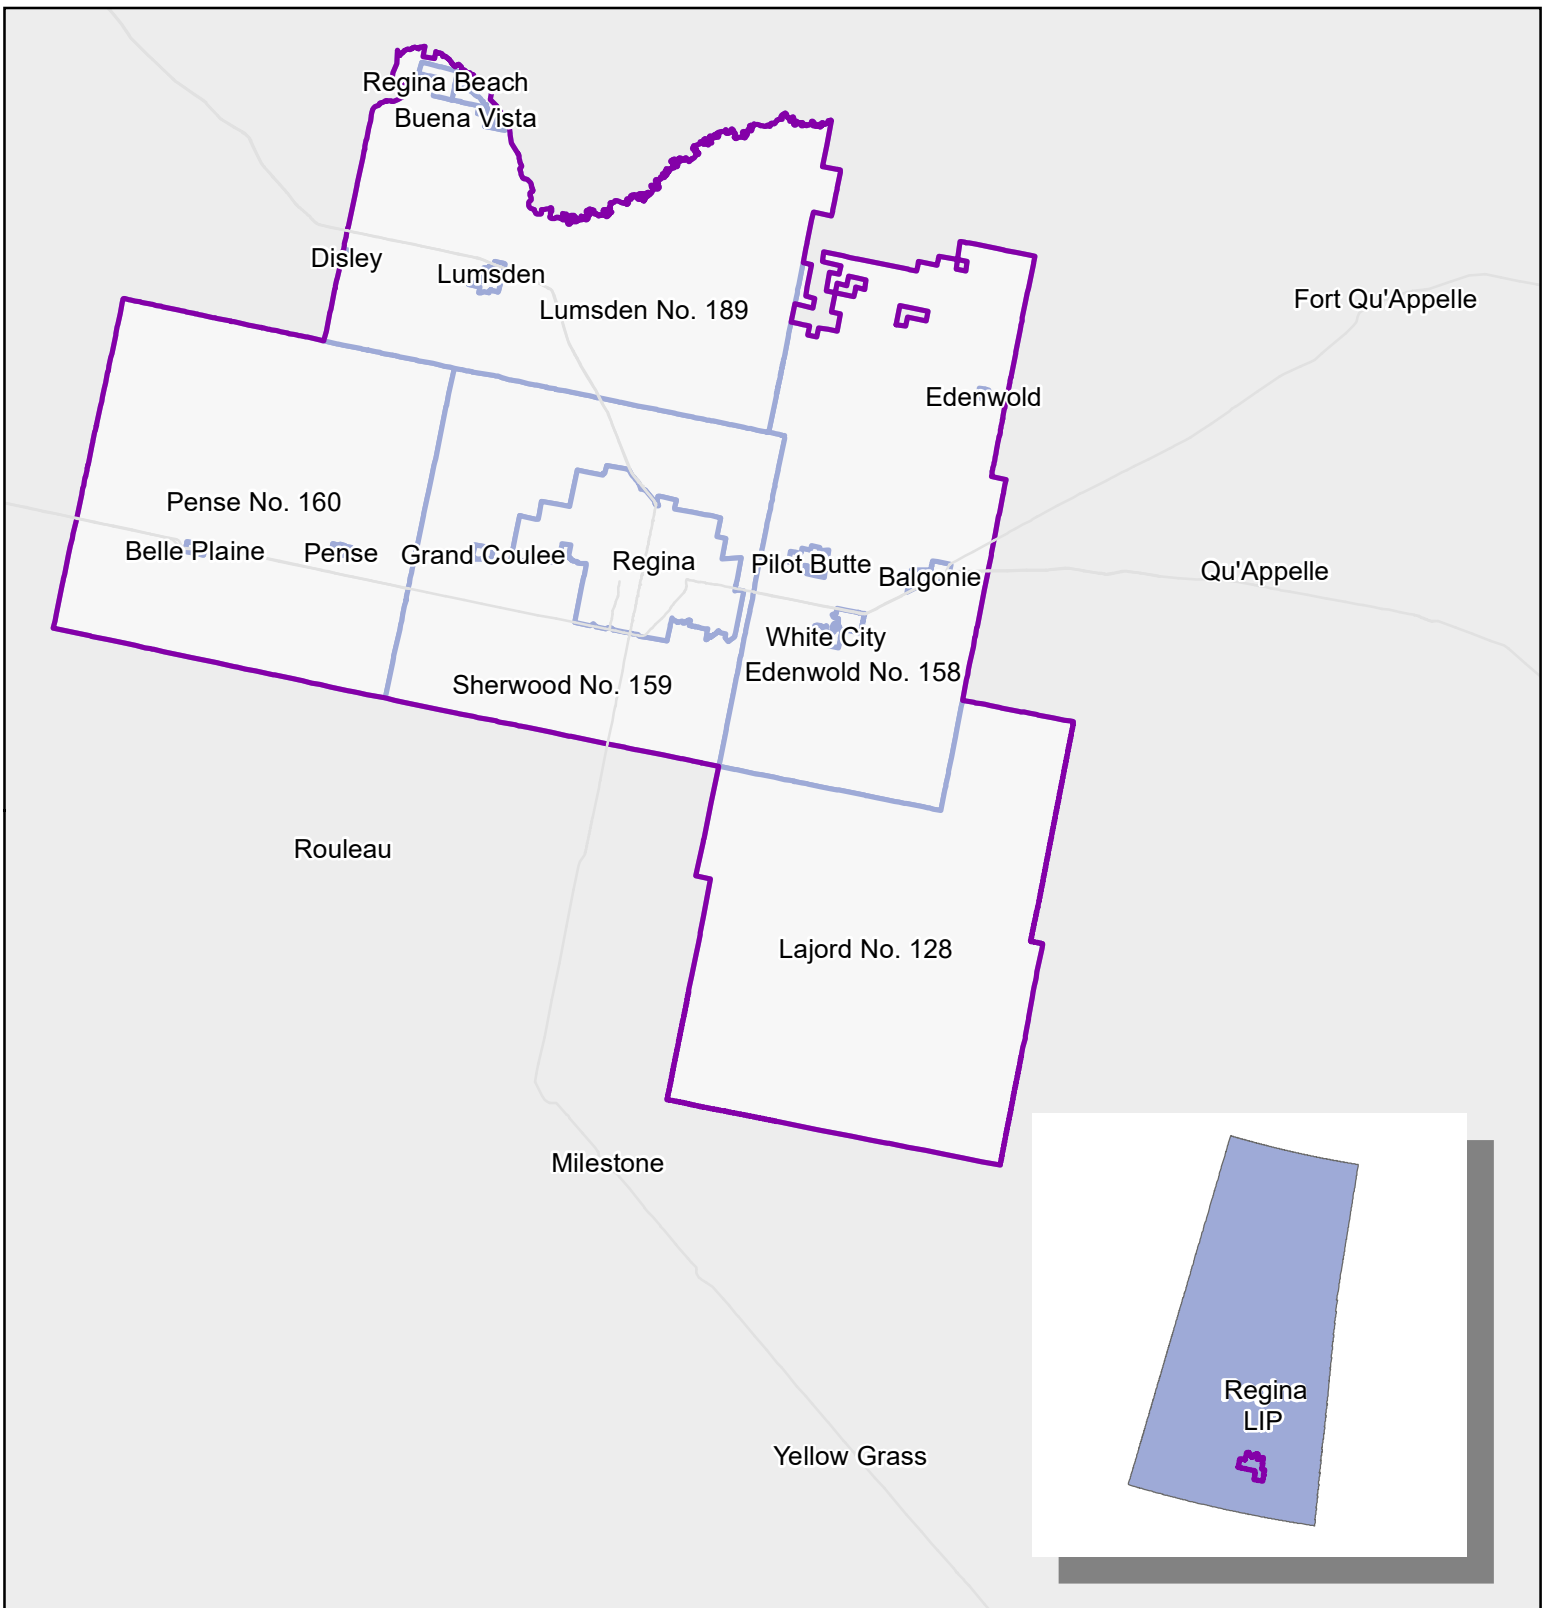 Regina Beach
Buena Vista
Disley
Lumsden
Lumsden No. 189
Fort Qu'Appelle
Edenwold
Pense No. 160
Belle Plaine
Pense
Grand Coulee
Regina
Pilot Butte
Balgonie
Qu'Appelle
White City
Edenwold No. 158
Sherwood No. 159
Rouleau
Lajord No. 128
Milestone
Regina
LIP
Yellow Grass